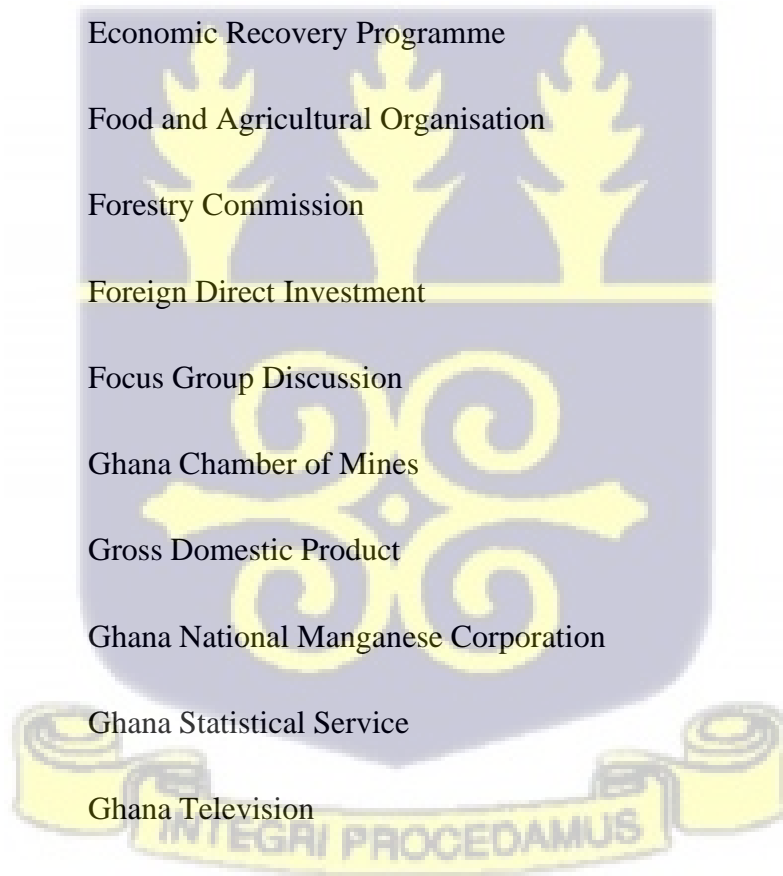 Economic Recovery Programme
Food and Agricultural Organisation
Forestry Commission
Foreign Direct Investment
Focus Group Discussion
Ghana Chamber of Mines
Gross Domestic Product
Ghana National Manganese Corporation
Ghana Statistical Service
Ghana Television
INTEGRI PROCEDAMUS